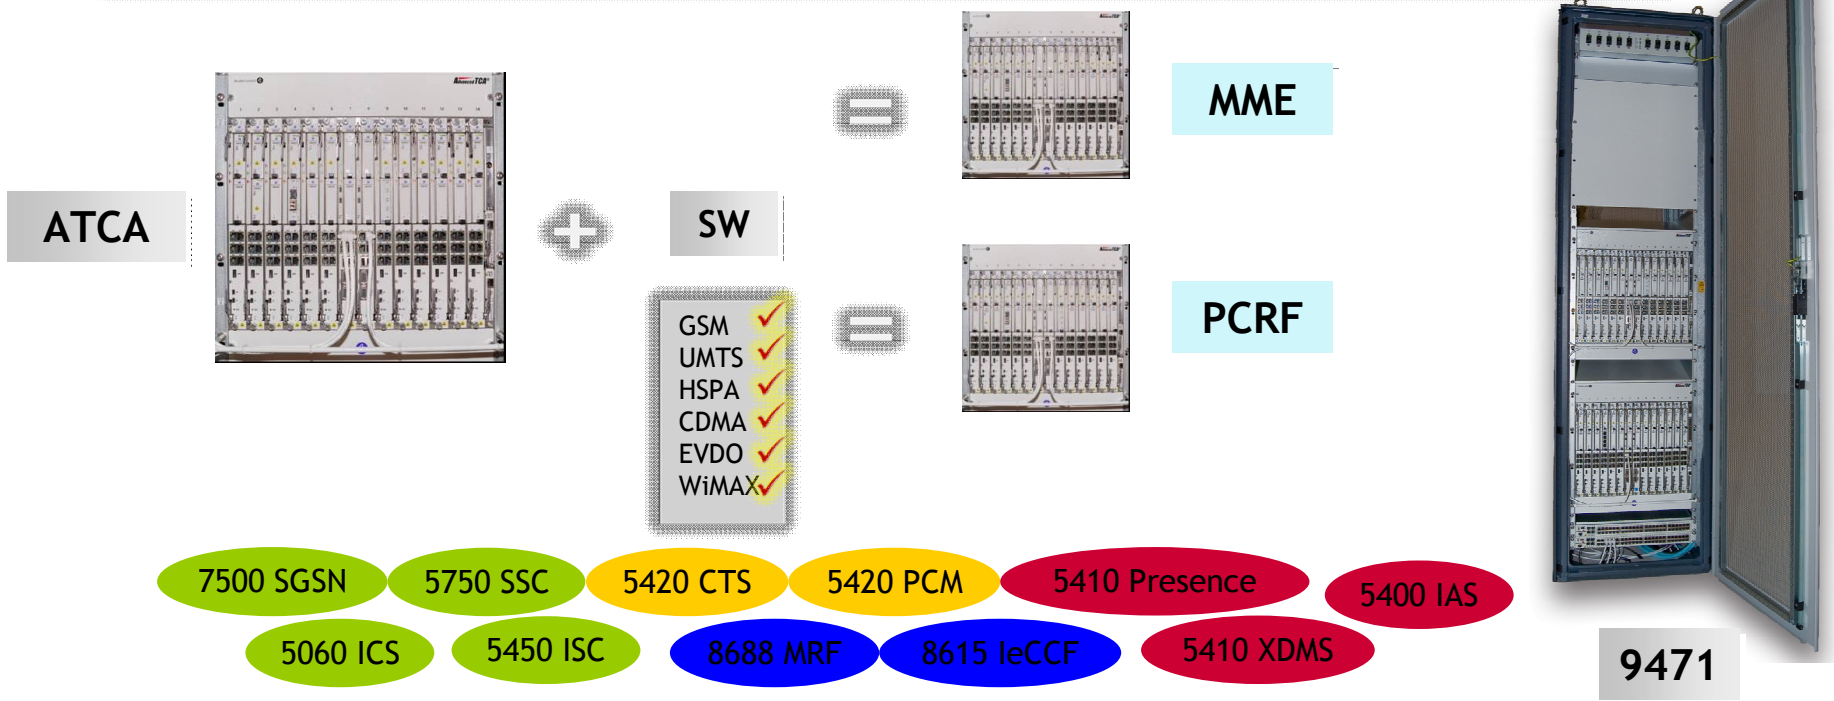 AdvancedTCA
MME
ATCA
SW
PCRF
GSM
UMTS
HSPA
CDMA
EVDO
WiMAX
7500 SGSN
5750 SSC
5420 CTS
5420 PCM
5410 Presence
5400 IAS
5060 ICS
5450 ISC
8688 MRF
8615 IeCCF
5410 XDMS
9471